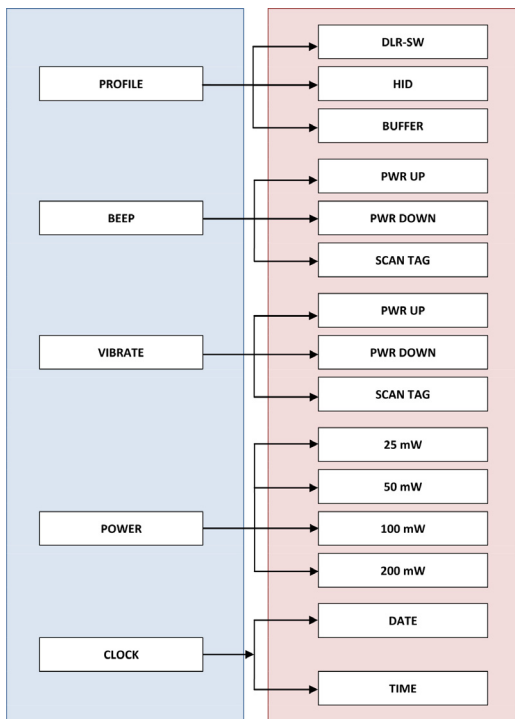 PROFILE
DLR-SW
HID
BUFFER
BEEP
PWR UP
PWR DOWN
SCAN TAG
VIBRATE
PWR UP
PWR DOWN
SCAN TAG
POWER
25 mW
50 mW
100 mW
200 mW
CLOCK
DATE
TIME